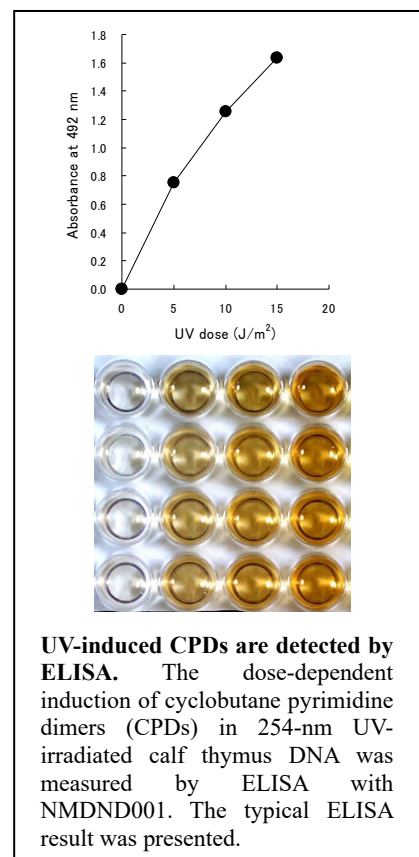 1.8
1.6
1.4
1.2
1.0
0.8
0.6
0.4
0.2
0.0
Absorbance at 492 nm
0 5 10 15 20
UV dose (J/m²)
UV-induced CPDs are detected by
ELISA. The dose-dependent
induction of cyclobutane pyrimidine
dimers (CPDs) in 254-nm UV-
irradiated calf thymus DNA was
measured by ELISA with
NMDND001. The typical ELISA
result was presented.